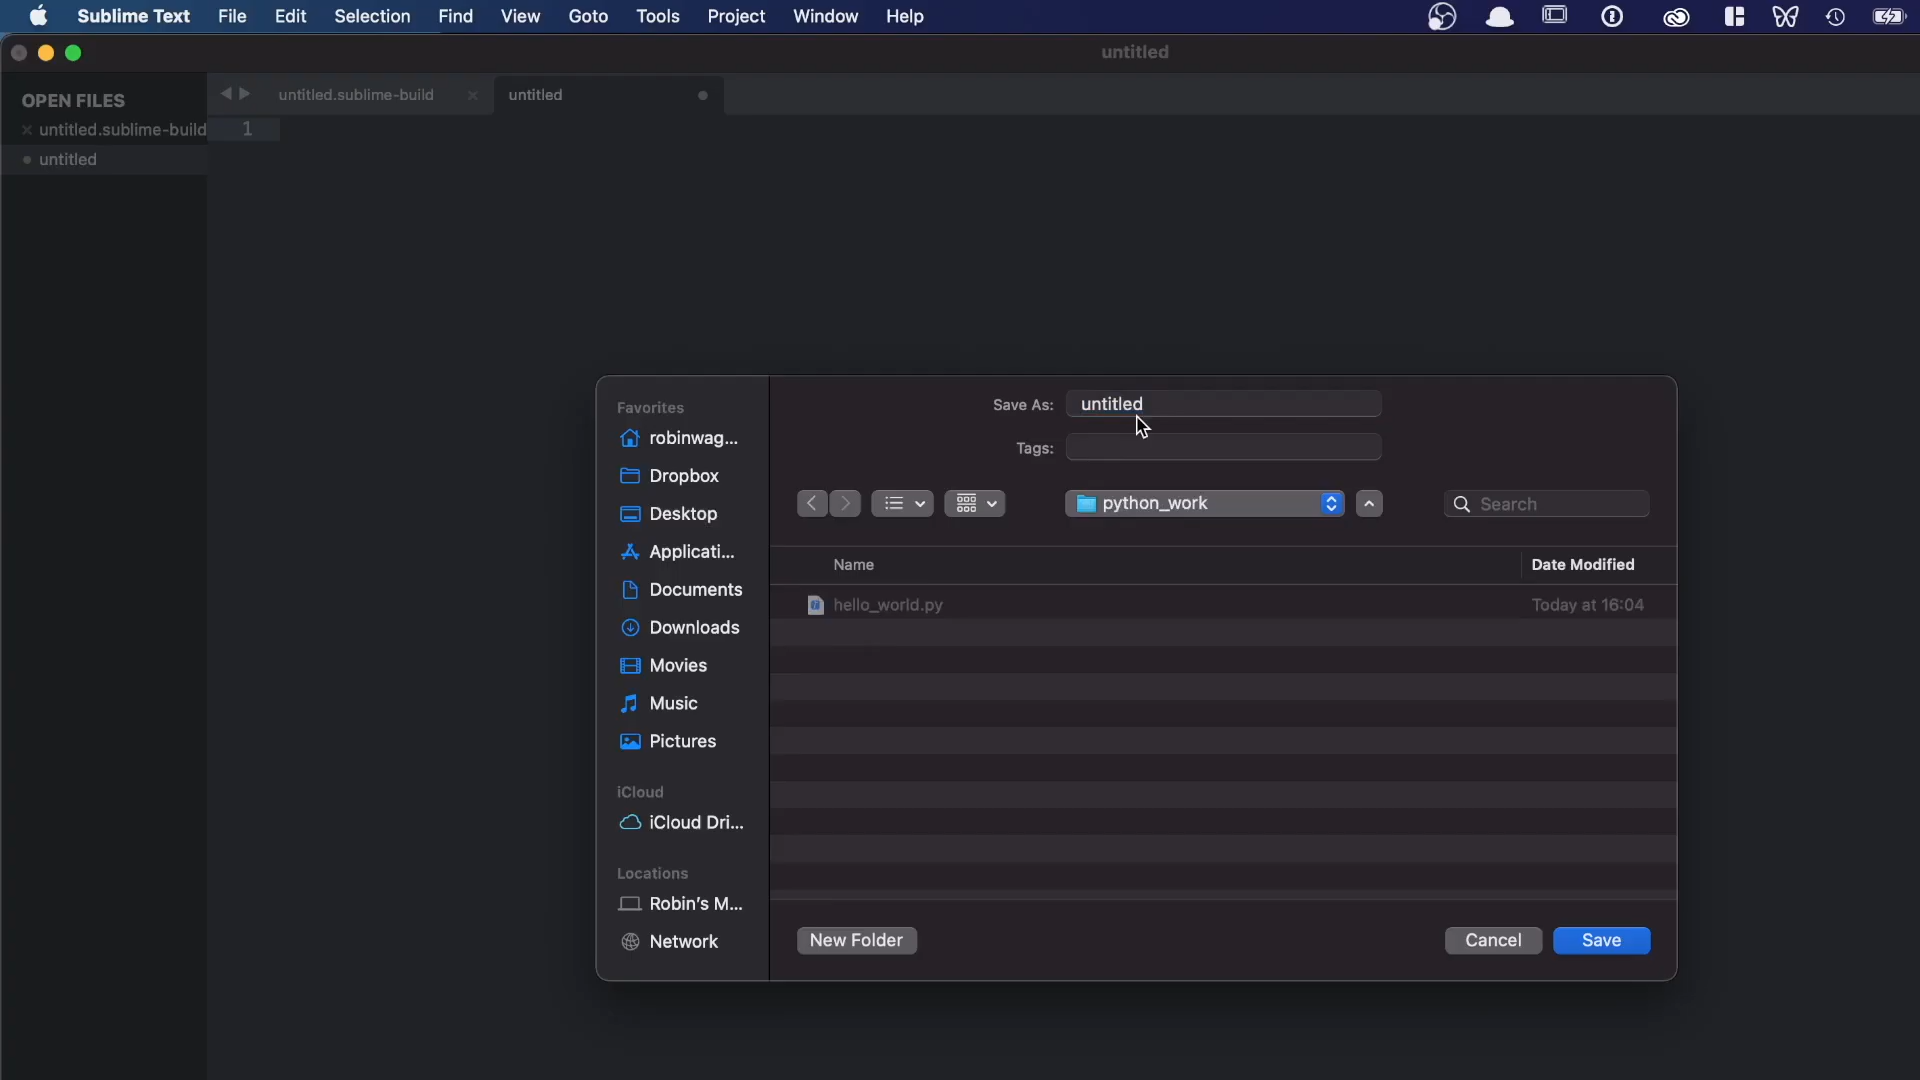 Sublime Text File Edit Selection Find View Goto Tools Project Window Help
untitled
OPEN FILES
untitled.sublime-build
untitled
untitled.sublime-build
untitled
1
Save As: untitled
Tags:
python_work
Search
Favorites
robinwag...
Dropbox
Desktop
Applicati...
Documents
Downloads
Movies
Music
Pictures
iCloud
iCloud Dri...
Locations
Robin's M...
Network
Name Date Modified
hello_world.py Today at 16:04
New Folder Cancel Save